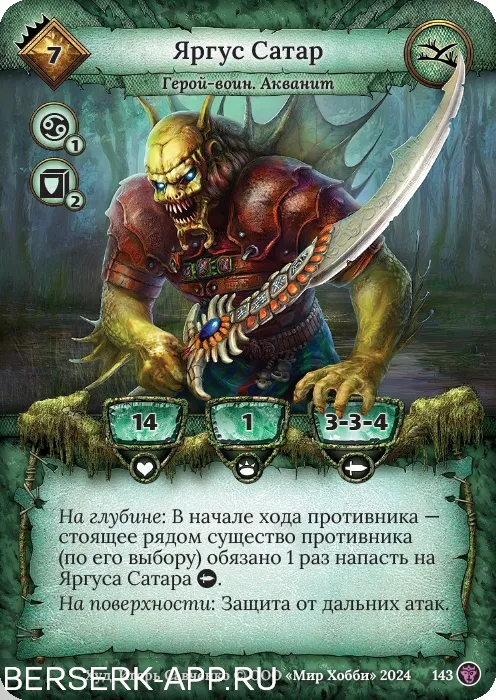 7
Яргус Сатар
Герой-воин. Акванит
1
2
14
1
3-3-4
На глубине: В начале хода противника —
стоящее рядом существо противника
(по его выбору) обязано 1 раз напасть на
Яргуса Сатара.
На поверхности: Защита от дальних атак.
Савченко © ООО «Мир Хобби» 2024 143
BERSERK-APP.RU